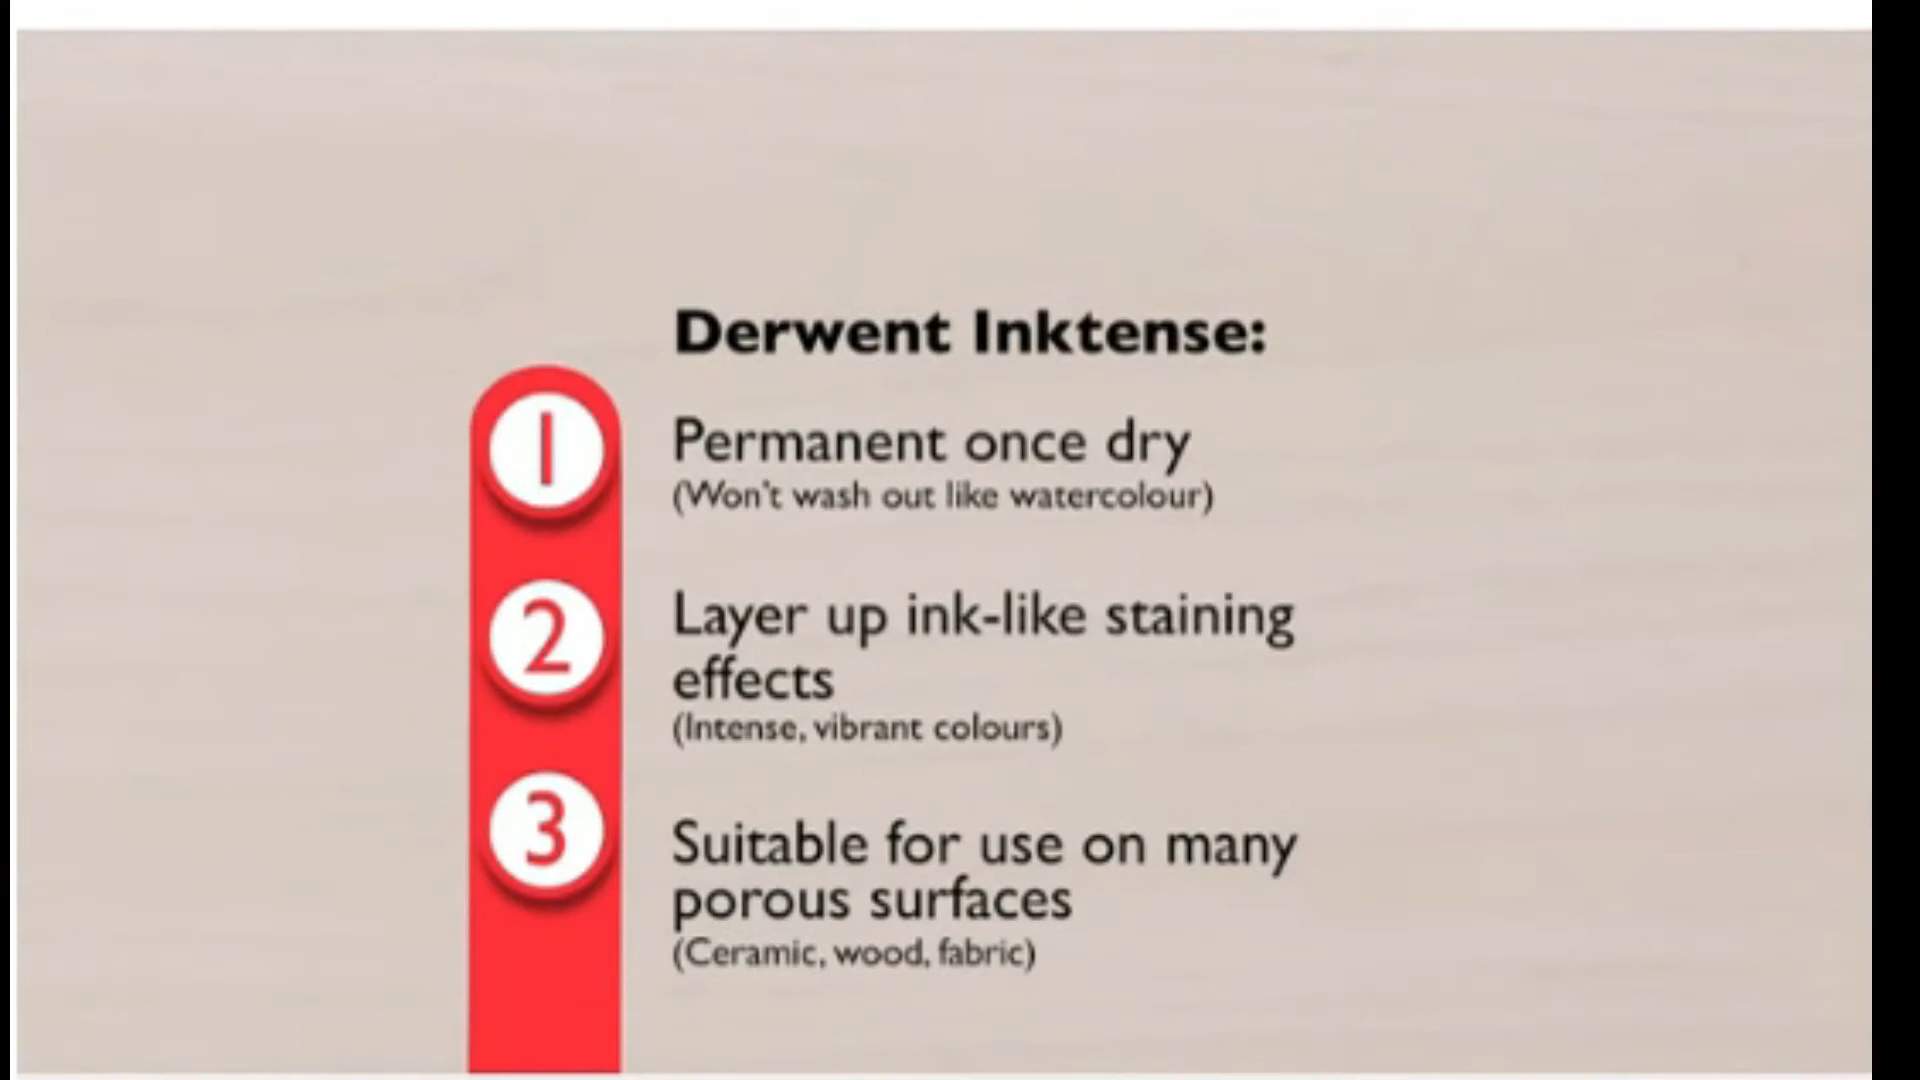 Derwent Inktense:
1
Permanent once dry
(Won't wash out like watercolour)
2
Layer up ink-like staining
effects
(Intense, vibrant colours)
3
Suitable for use on many
porous surfaces
(Ceramic, wood, fabric)